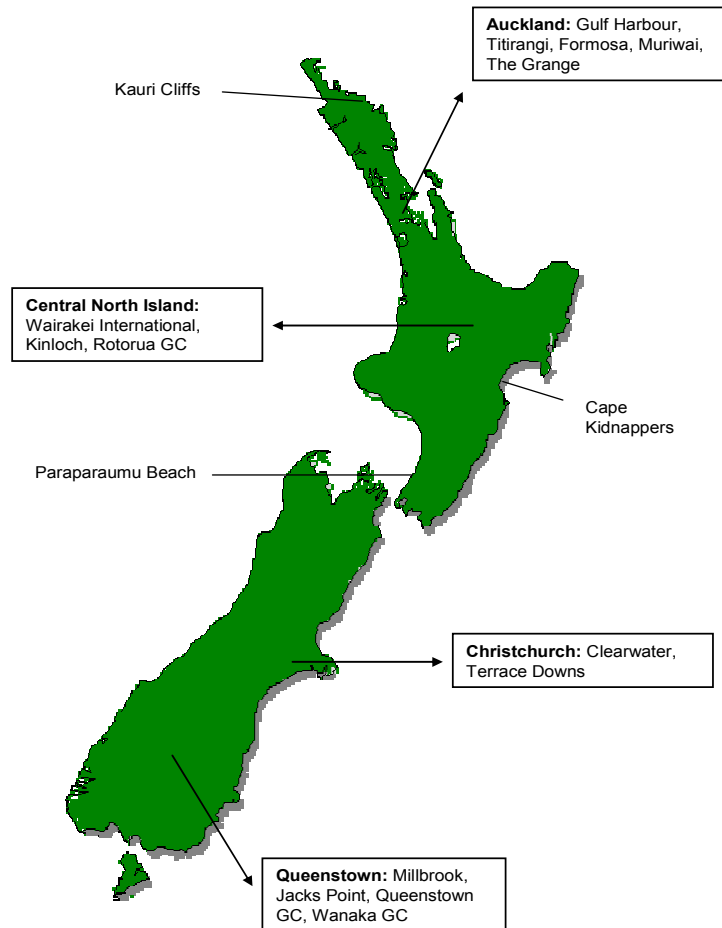 Auckland: Gulf Harbour,
Titirangi, Formosa, Muriwai,
The Grange
Kauri Cliffs
Central North Island:
Wairakei International,
Kinloch, Rotorua GC
Cape
Kidnappers
Paraparaumu Beach
Christchurch: Clearwater,
Terrace Downs
Queenstown: Millbrook,
Jacks Point, Queenstown
GC, Wanaka GC